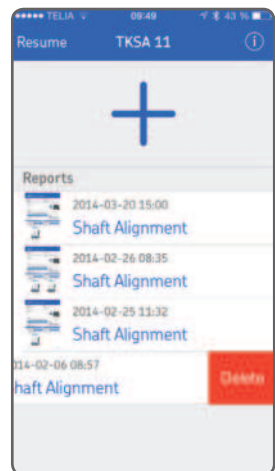 TELIA 09:49 43 %
Resume TKSA 11
Reports
2014-03-20 15:00
Shaft Alignment
2014-02-26 08:35
Shaft Alignment
2014-02-25 11:32
Shaft Alignment
014-02-06 08:57
haft Alignment
Delete